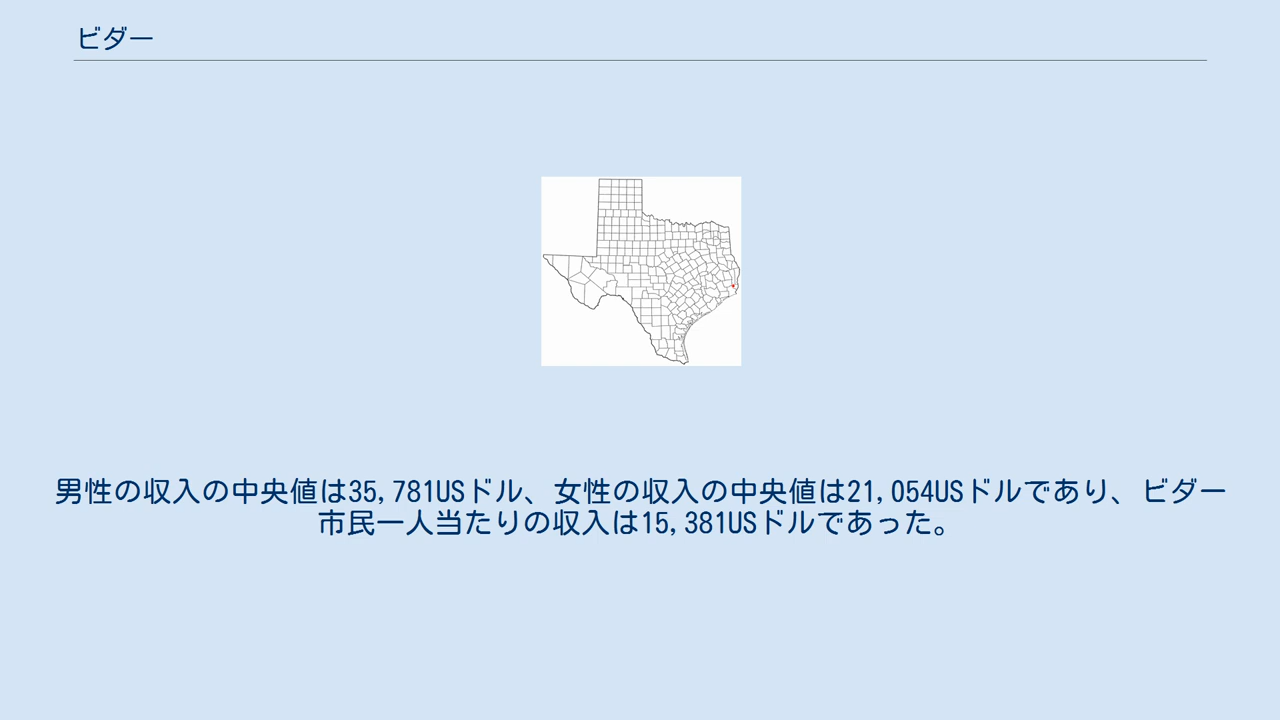 ビダー
男性の収入の中央値は35,781USドル、女性の収入の中央値は21,054USドルであり、ビダー
市民一人当たりの収入は15,381USドルであった。